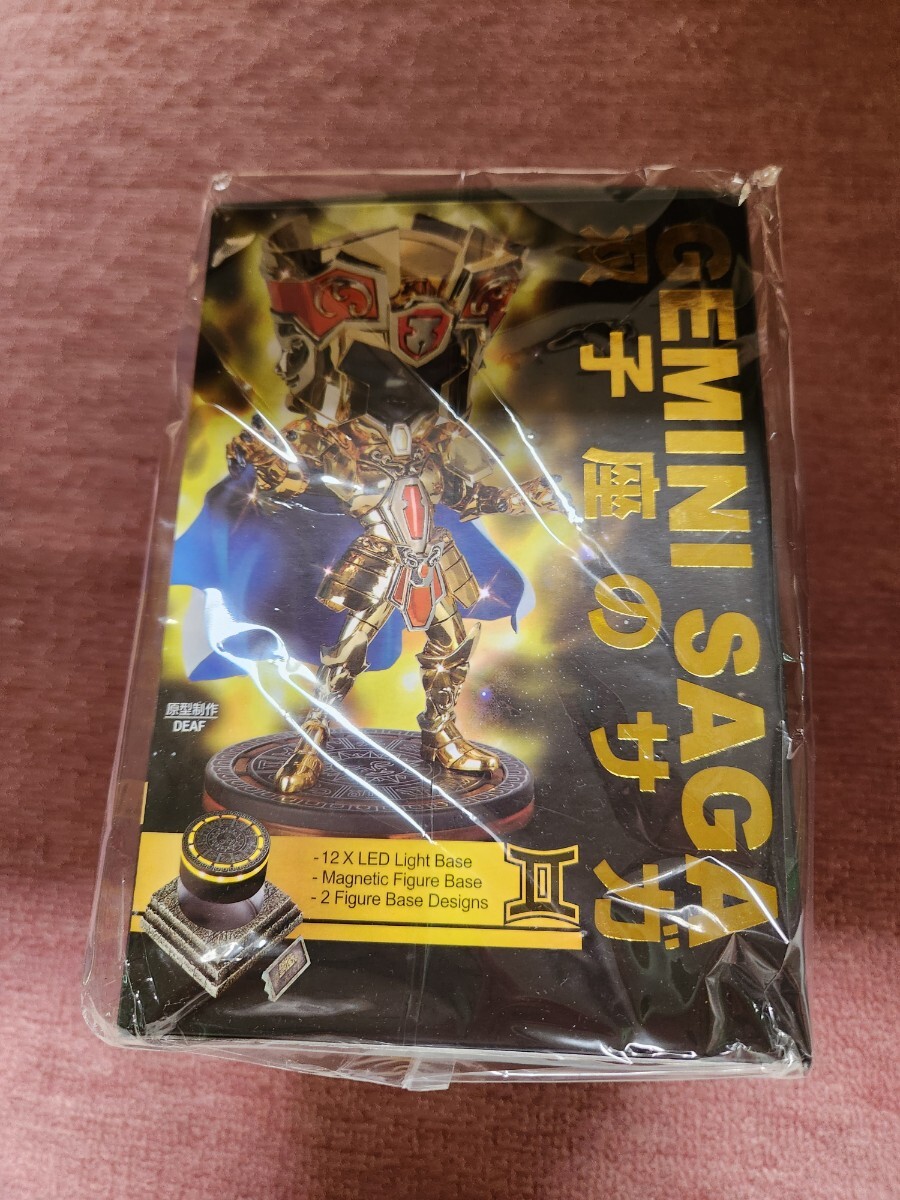 GEMINI SAGA
双子座のサガ
原型制作
DEAF
- 12 X LED Light Base
- Magnetic Figure Base
- 2 Figure Base Designs